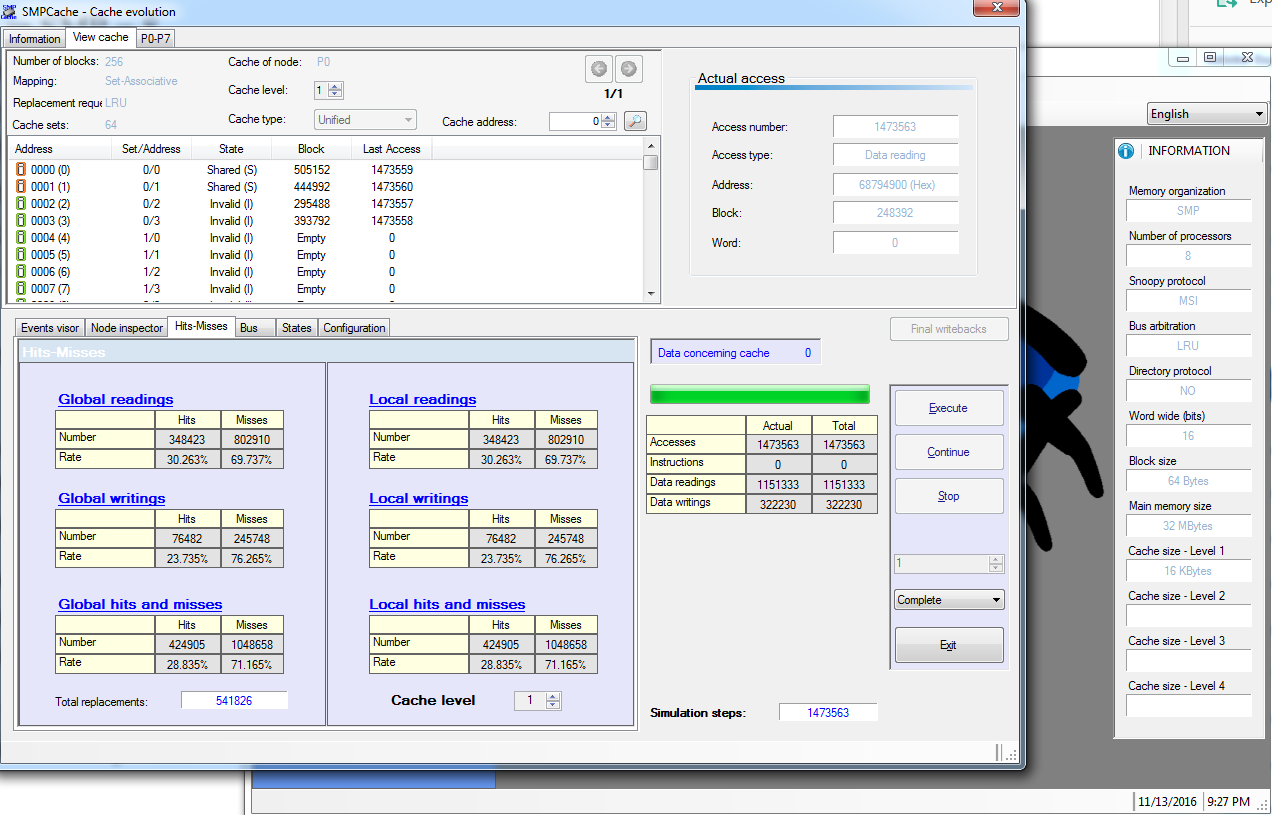 SMPCache - Cache evolution
Information View cache P0-P7
Number of blocks: 256 Cache of node: P0
Mapping: Set-Associative Cache level: 1 1/1
Replacement reque LRU
Cache sets: 64 Cache type: Unified Cache address: 0
Address Set/Address State Block Last Access
0000 (0) 0/0 Shared (S) 505152 1473559
0001 (1) 0/1 Shared (S) 444992 1473560
0002 (2) 0/2 Invalid (I) 295488 1473557
0003 (3) 0/3 Invalid (I) 393792 1473558
0004 (4) 1/0 Invalid (I) Empty 0
0005 (5) 1/1 Invalid (I) Empty 0
0006 (6) 1/2 Invalid (I) Empty 0
0007 (7) 1/3 Invalid (I) Empty 0
Actual access
Access number: 1473563
Access type: Data reading
Address: 68794900 (Hex)
Block: 248392
Word: 0
Events visor Node inspector Hits-Misses Bus States Configuration
Hits-Misses
Global readings
Hits Misses
Number 348423 802910
Rate 30.263% 69.737%
Global writings
Hits Misses
Number 76482 245748
Rate 23.735% 76.265%
Global hits and misses
Hits Misses
Number 424905 1048658
Rate 28.835% 71.165%
Total replacements: 541826
Local readings
Hits Misses
Number 348423 802910
Rate 30.263% 69.737%
Local writings
Hits Misses
Number 76482 245748
Rate 23.735% 76.265%
Local hits and misses
Hits Misses
Number 424905 1048658
Rate 28.835% 71.165%
Cache level 1
Final writebacks
Data concerning cache 0
Actual Total
Accesses 1473563 1473563
Instructions 0 0
Data readings 1151333 1151333
Data writings 322230 322230
Simulation steps: 1473563
Execute
Continue
Stop
1
Complete
Exit
English
INFORMATION
Memory organization
SMP
Number of processors
8
Snoopy protocol
MSI
Bus arbitration
LRU
Directory protocol
NO
Word wide (bits)
16
Block size
64 Bytes
Main memory size
32 MBytes
Cache size - Level 1
16 KBytes
Cache size - Level 2
Cache size - Level 3
Cache size - Level 4
11/13/2016 9:27 PM